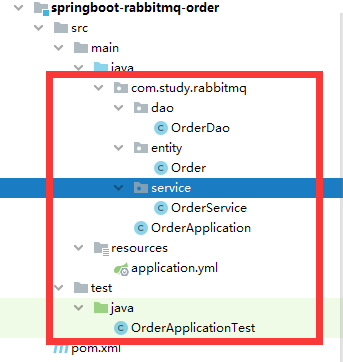 springboot-rabbitmq-order
src
main
java
com.study.rabbitmq
dao
OrderDao
entity
Order
service
OrderService
OrderApplication
resources
application.yml
test
java
OrderApplicationTest
pom.xml